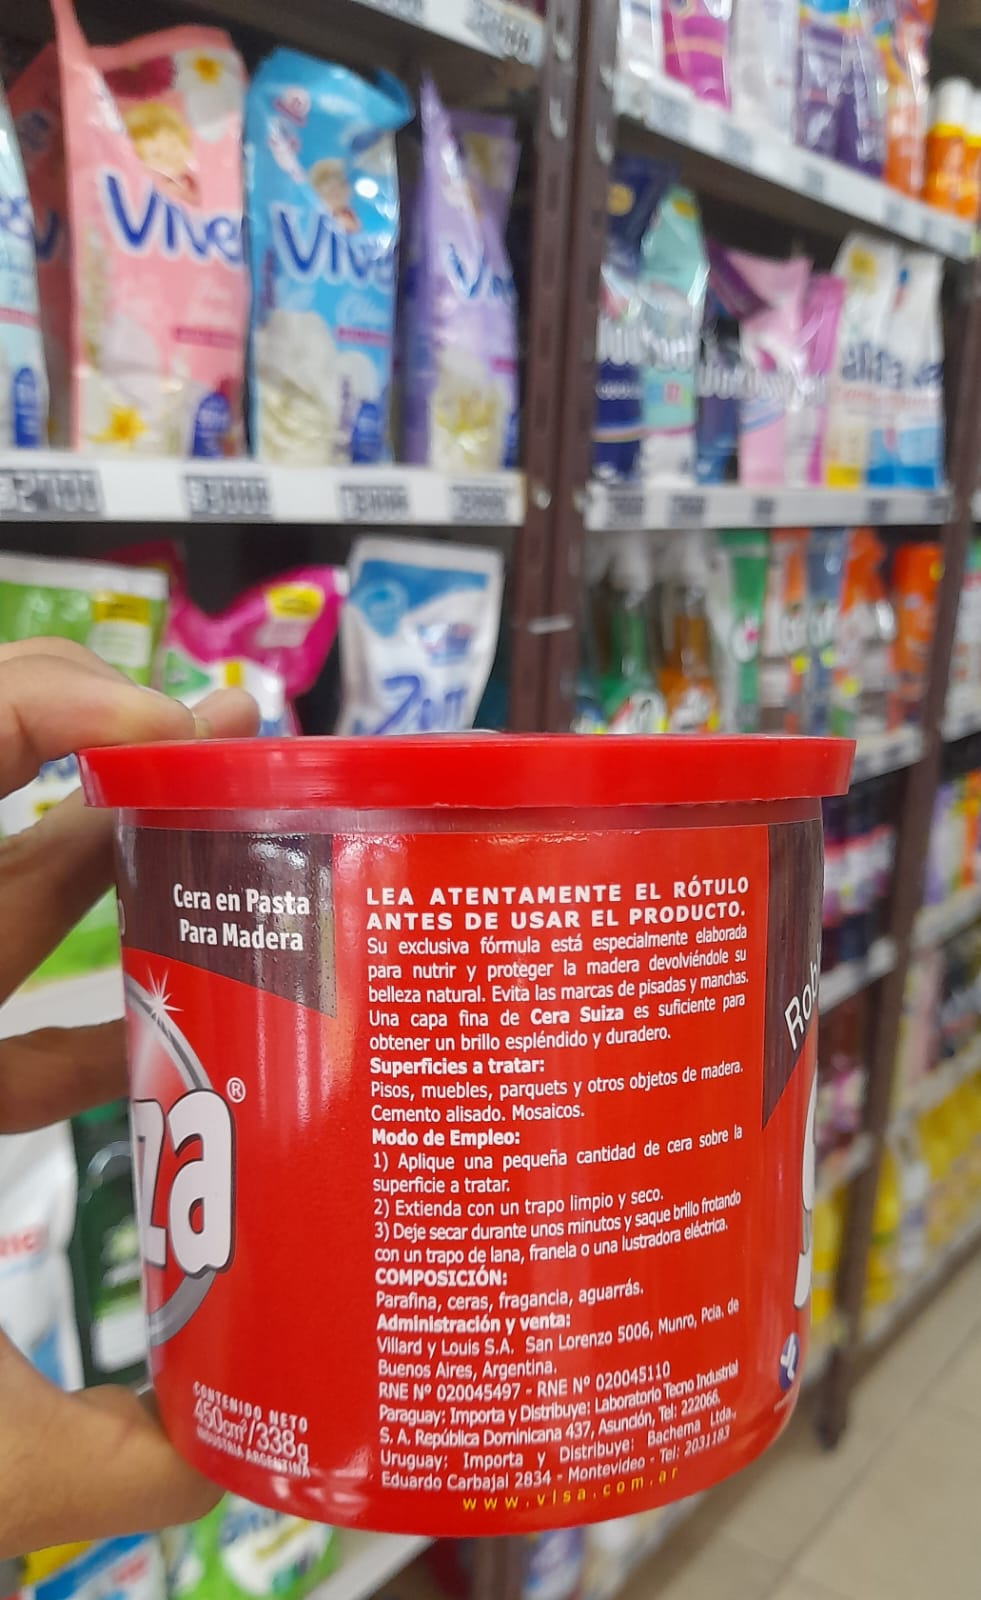 Vive
Vive
Zorr
Cera en Pasta
Para Madera
za®
CONTENIDO NETO
450cm³/338g
INDUSTRIA ARGENTINA
LEA ATENTAMENTE EL RÓTULO
ANTES DE USAR EL PRODUCTO.
Su exclusiva fórmula está especialmente elaborada
para nutrir y proteger la madera devolviéndole su
belleza natural. Evita las marcas de pisadas y manchas.
Una capa fina de Cera Suiza es suficiente para
obtener un brillo espléndido y duradero.
Superficies a tratar:
Pisos, muebles, parquets y otros objetos de madera.
Cemento alisado. Mosaicos.
Modo de Empleo:
1) Aplique una pequeña cantidad de cera sobre la
superficie a tratar.
2) Extienda con un trapo limpio y seco.
3) Deje secar durante unos minutos y saque brillo frotando
con un trapo de lana, franela o una lustradora eléctrica.
COMPOSICIÓN:
Parafina, ceras, fragancia, aguarrás.
Administración y venta:
Villard y Louis S.A. San Lorenzo 5006, Munro, Pcia. de
Buenos Aires, Argentina.
RNE Nº 020045497 - RNE Nº 020045110
Paraguay: Importa y Distribuye: Laboratorio Tecno Industrial
S. A. República Dominicana 437, Asunción, Tel: 222066.
Uruguay: Importa y Distribuye: Bachema Ltda.,
Eduardo Carbajal 2834 - Montevideo - Tel: 2031183
www.visa.com.ar
Rob